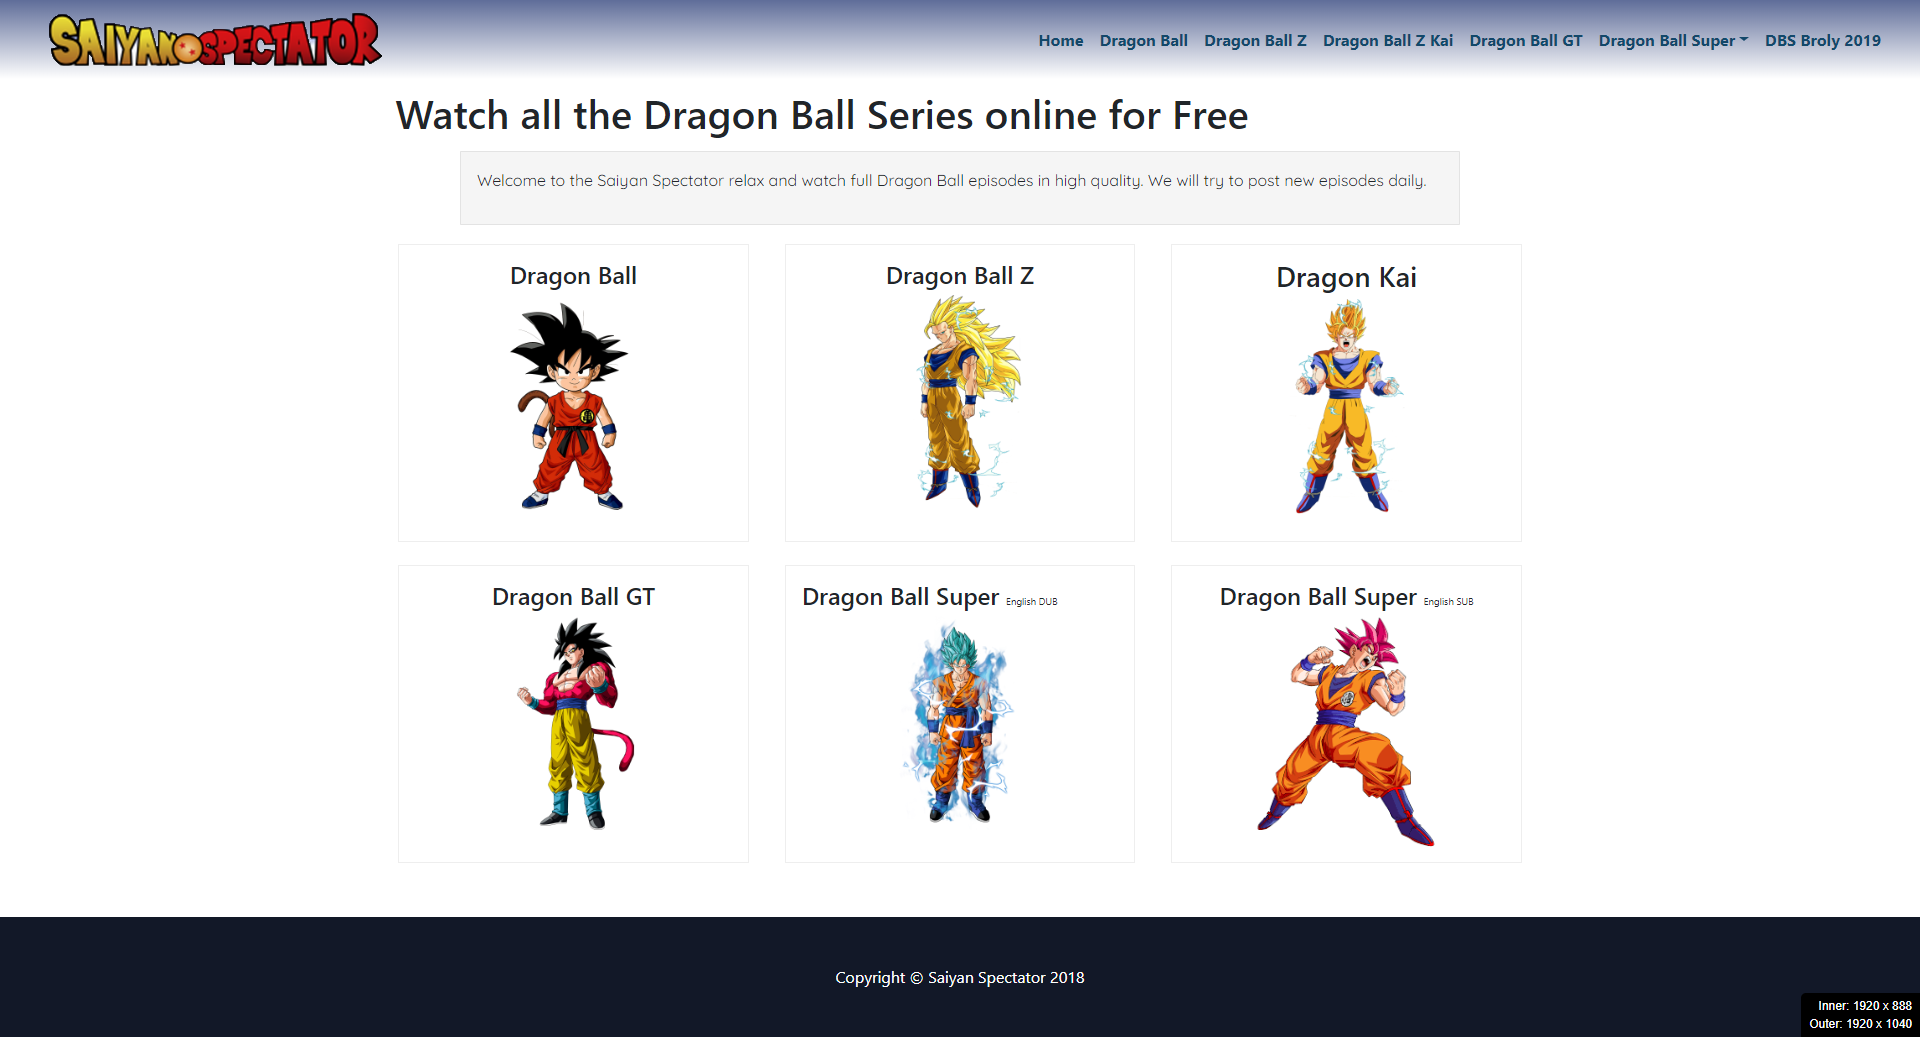 SAIYAN SPECTATOR
Home Dragon Ball Dragon Ball Z Dragon Ball Z Kai Dragon Ball GT Dragon Ball Super DBS Broly 2019
Watch all the Dragon Ball Series online for Free
Welcome to the Saiyan Spectator relax and watch full Dragon Ball episodes in high quality. We will try to post new episodes daily.
Dragon Ball
Dragon Ball Z
Dragon Kai
Dragon Ball GT
Dragon Ball Super English DUB
Dragon Ball Super English SUB
Copyright © Saiyan Spectator 2018
Inner: 1920 x 888
Outer: 1920 x 1040